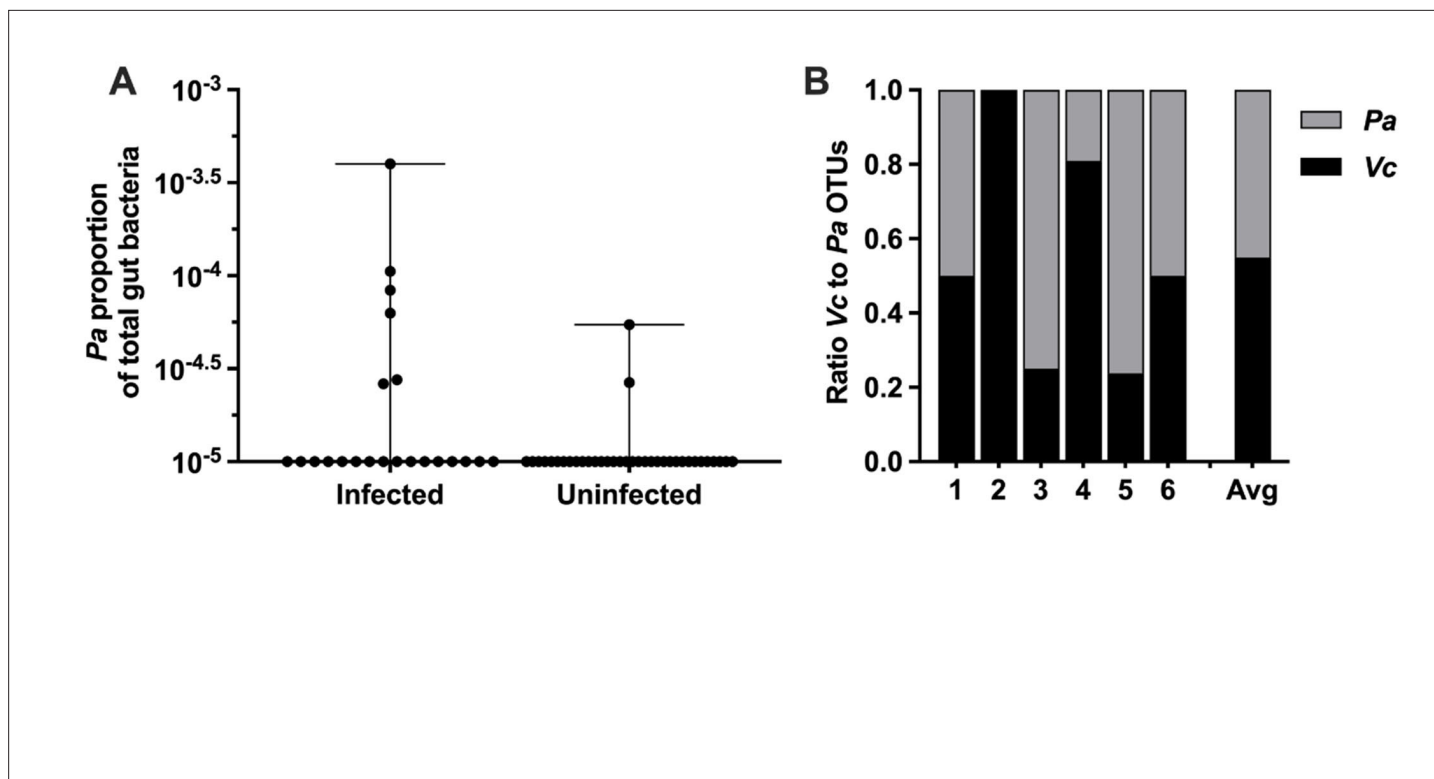 A
Pa proportion
of total gut bacteria
10-3
10-3.5
10-4
10-4.5
10-5
Infected Uninfected
B
Ratio Vc to Pa OTUs
1.0
0.8
0.6
0.4
0.2
0.0
1 2 3 4 5 6 Avg
Pa
Vc